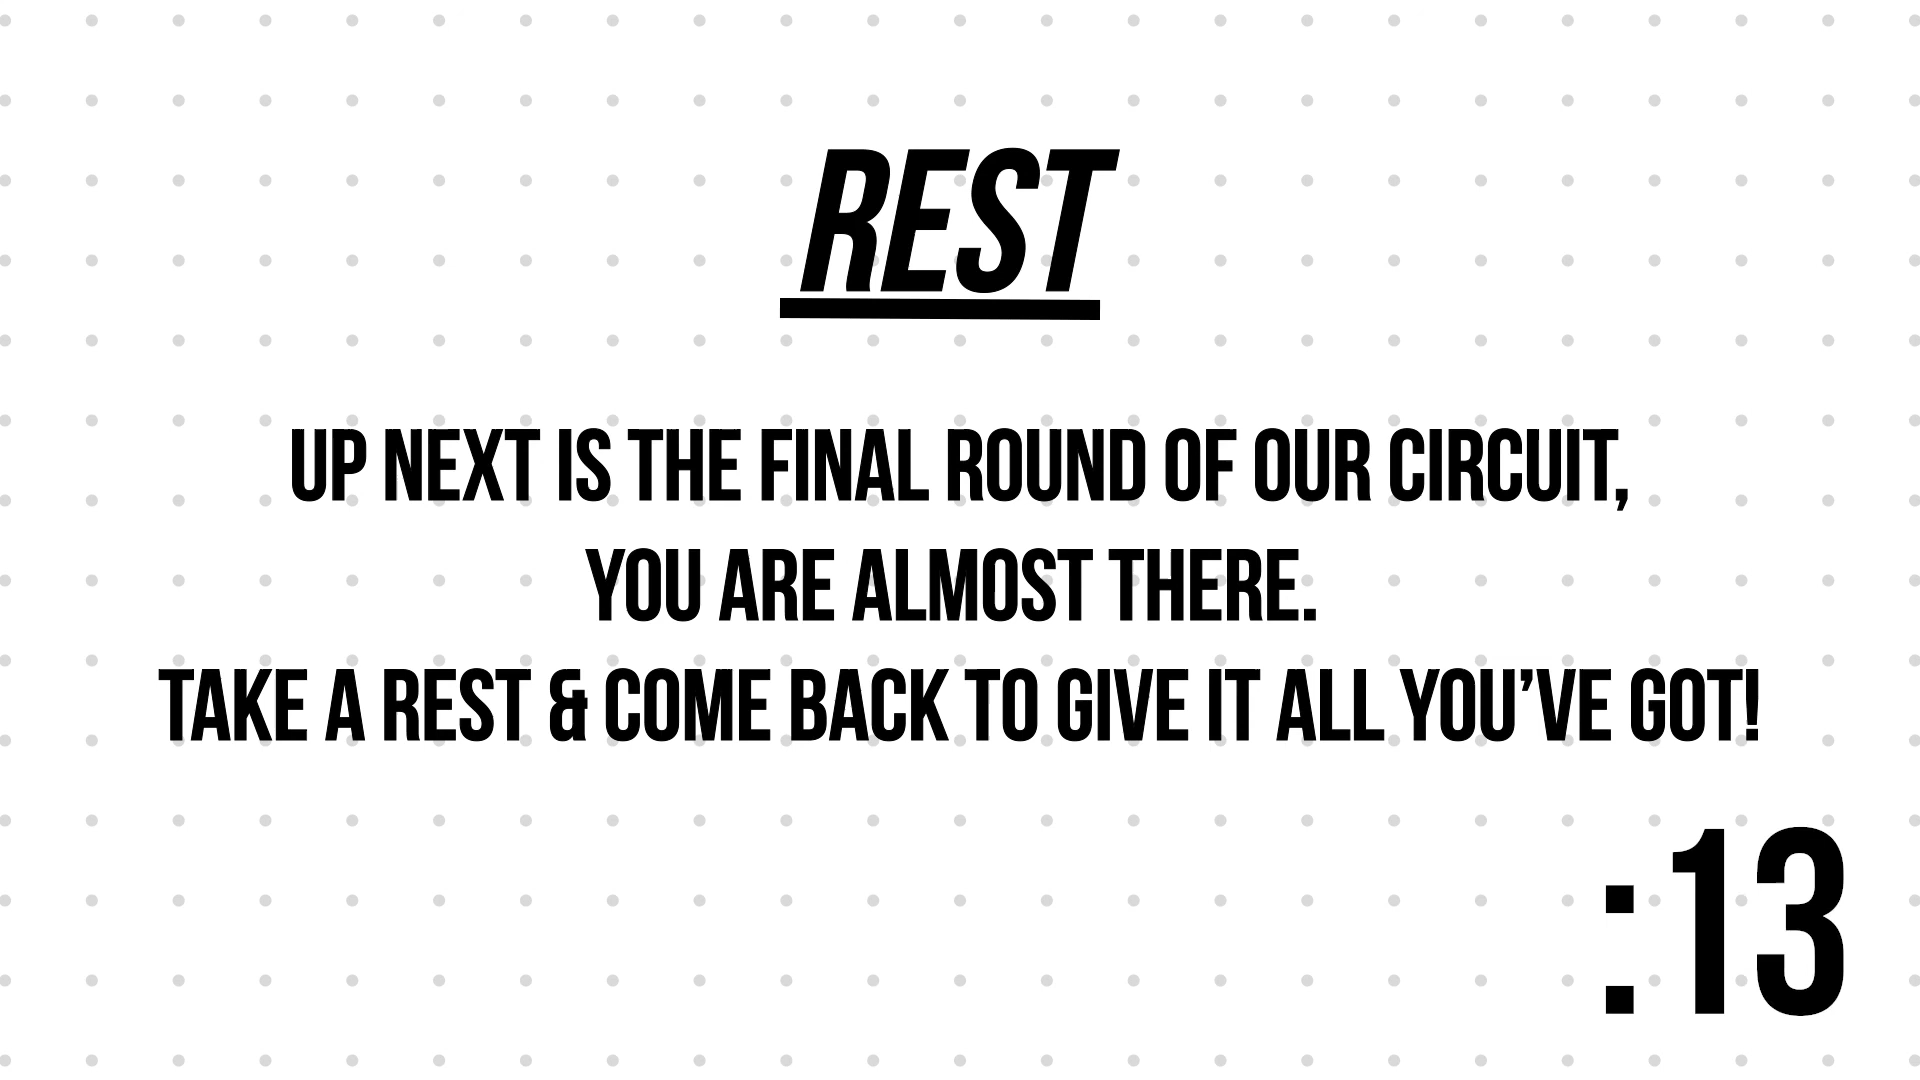 REST
UP NEXT IS THE FINAL ROUND OF OUR CIRCUIT,
YOU ARE ALMOST THERE.
TAKE A REST & COME BACK TO GIVE IT ALL YOU’VE GOT!
:13